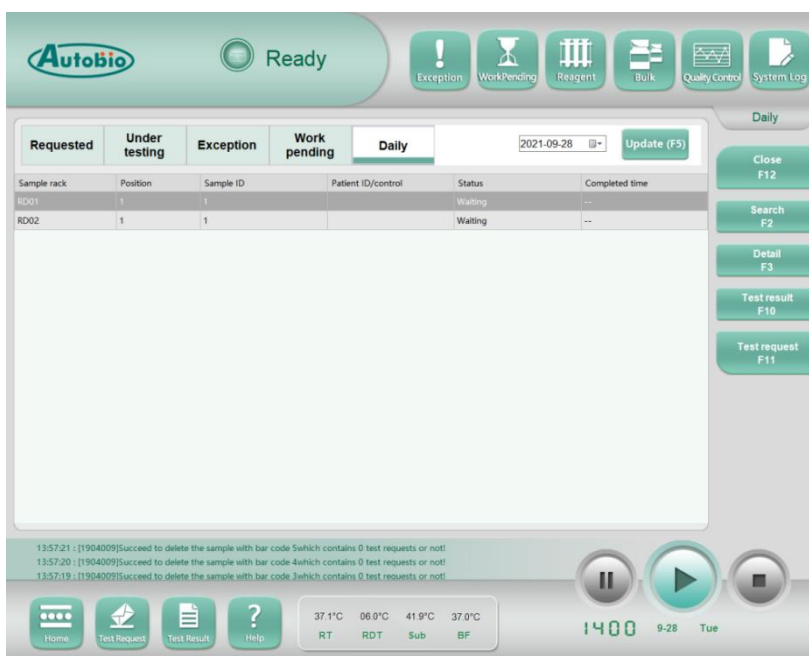 Autobio
Ready
Exception
WorkPending
Reagent
Bulk
Quality Control
System Log
Daily
Requested
Under testing
Exception
Work pending
Daily
2021-09-28
Update (F5)
Close
F12
Search
F2
Detail
F3
Test result
F10
Test request
F11
Sample rack Position Sample ID Patient ID/control Status Completed time
RD01 1 1 Waiting --
RD02 1 1 Waiting --
13:57:21 : [1904009]Succeed to delete the sample with bar code 5which contains 0 test requests or not!
13:57:20 : [1904009]Succeed to delete the sample with bar code 4which contains 0 test requests or not!
13:57:19 : [1904009]Succeed to delete the sample with bar code 3which contains 0 test requests or not!
Home
Test Request
Test Result
? Help
37.1°C 06.0°C 41.9°C 37.0°C
RT RDT Sub BF
1400 9-28 Tue